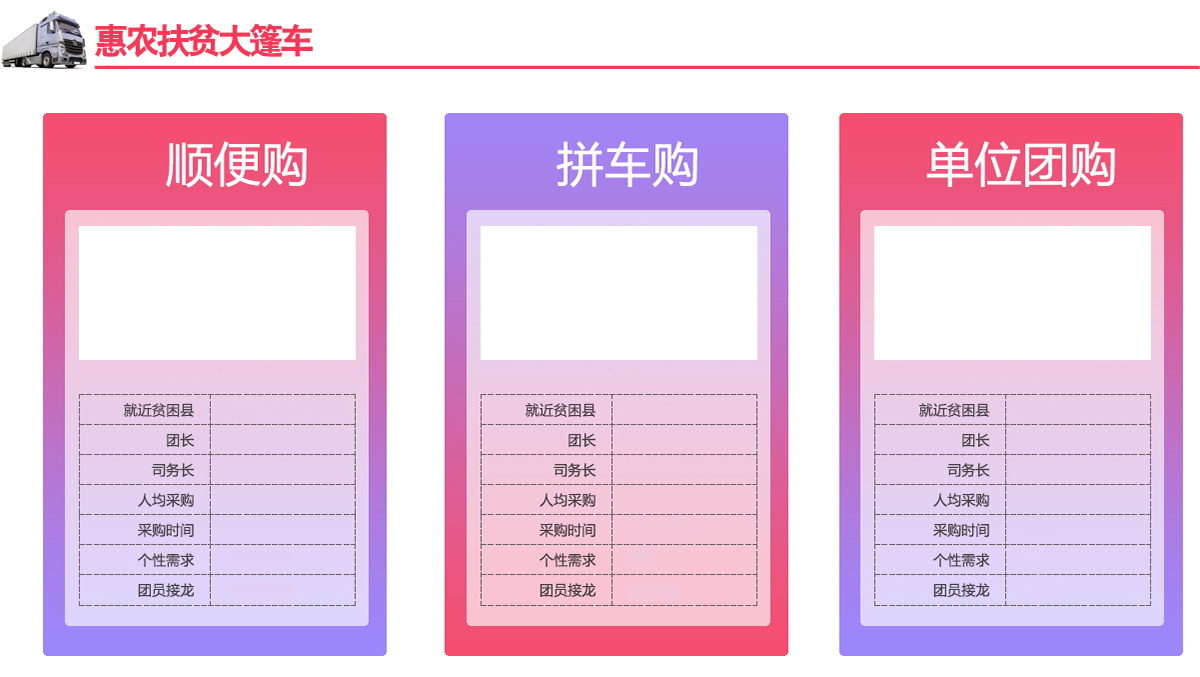 惠农扶贫大篷车
顺便购
就近贫困县
团长
司务长
人均采购
采购时间
个性需求
团员接龙
拼车购
就近贫困县
团长
司务长
人均采购
采购时间
个性需求
团员接龙
单位团购
就近贫困县
团长
司务长
人均采购
采购时间
个性需求
团员接龙